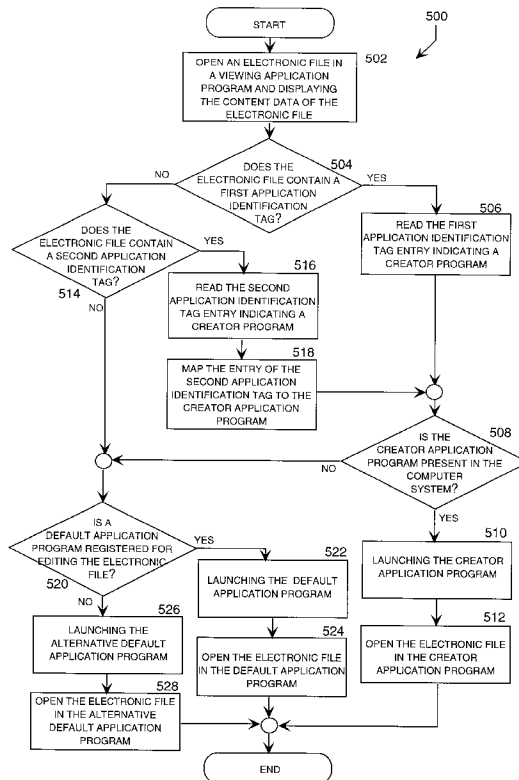 START
500
OPEN AN ELECTRONIC FILE IN
A VIEWING APPLICATION
PROGRAM AND DISPLAYING
THE CONTENT DATA OF THE
ELECTRONIC FILE
502
DOES THE
ELECTRONIC FILE CONTAIN A
FIRST APPLICATION
IDENTIFICATION
TAG?
504
NO
YES
READ THE FIRST
APPLICATION IDENTIFICATION
TAG ENTRY INDICATING A
CREATOR PROGRAM
506
DOES THE
ELECTRONIC FILE CONTAIN
A SECOND APPLICATION
IDENTIFICATION
TAG?
514
YES
NO
READ THE SECOND
APPLICATION IDENTIFICATION
TAG ENTRY INDICATING A
CREATOR PROGRAM
516
MAP THE ENTRY OF THE
SECOND APPLICATION
IDENTIFICATION TAG TO THE
CREATOR APPLICATION
PROGRAM
518
IS THE
CREATOR APPLICATION
PROGRAM PRESENT IN THE
COMPUTER
SYSTEM?
508
NO
YES
LAUNCHING THE CREATOR
APPLICATION PROGRAM
510
OPEN THE ELECTRONIC FILE
IN THE CREATOR
APPLICATION PROGRAM
512
IS A
DEFAULT APPLICATION
PROGRAM REGISTERED FOR
EDITING THE ELECTRONIC
FILE?
520
YES
NO
LAUNCHING THE DEFAULT
APPLICATION PROGRAM
522
OPEN THE ELECTRONIC FILE
IN THE DEFAULT APPLICATION
PROGRAM
524
LAUNCHING THE
ALTERNATIVE DEFAULT
APPLICATION PROGRAM
526
OPEN THE ELECTRONIC FILE
IN THE ALTERNATIVE
DEFAULT APPLICATION
PROGRAM
528
END